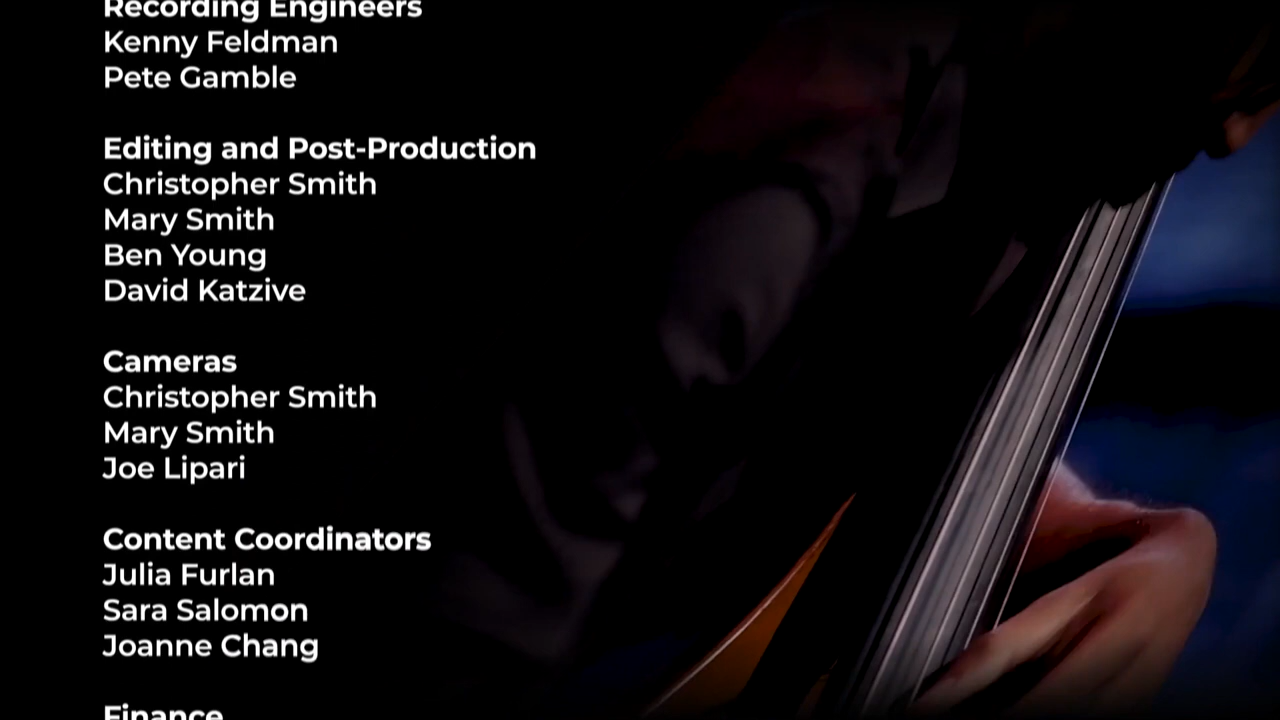 Recording Engineers
Kenny Feldman
Pete Gamble
Editing and Post-Production
Christopher Smith
Mary Smith
Ben Young
David Katzive
Cameras
Christopher Smith
Mary Smith
Joe Lipari
Content Coordinators
Julia Furlan
Sara Salomon
Joanne Chang
Finance